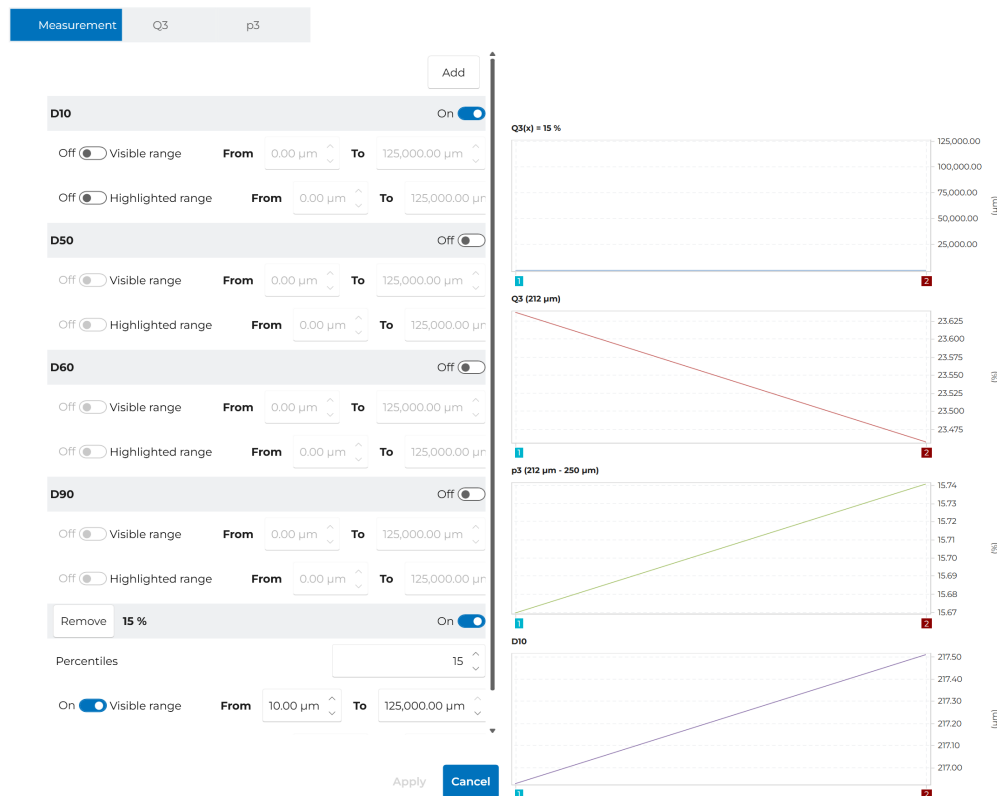 Measurement Q3 p3
Add
D10 On
Off Visible range From 0.00 µm To 125,000.00 µm
Off Highlighted range From 0.00 µm To 125,000.00 µm
D50 Off
Off Visible range From 0.00 µm To 125,000.00 µm
Off Highlighted range From 0.00 µm To 125,000.00 µm
D60 Off
Off Visible range From 0.00 µm To 125,000.00 µm
Off Highlighted range From 0.00 µm To 125,000.00 µm
D90 Off
Off Visible range From 0.00 µm To 125,000.00 µm
Off Highlighted range From 0.00 µm To 125,000.00 µm
Remove 15 % On
Percentiles 15
On Visible range From 10.00 µm To 125,000.00 µm
Apply Cancel
Q3(x) = 15 %
125,000.00
100,000.00
75,000.00
50,000.00
25,000.00
(µm)
1 2
Q3 (212 µm)
23.625
23.600
23.575
23.550
23.525
23.500
23.475
(%)
1 2
p3 (212 µm - 250 µm)
15.74
15.73
15.72
15.71
15.70
15.69
15.68
15.67
(%)
1 2
D10
217.50
217.40
217.30
217.20
217.10
217.00
(µm)
1 2